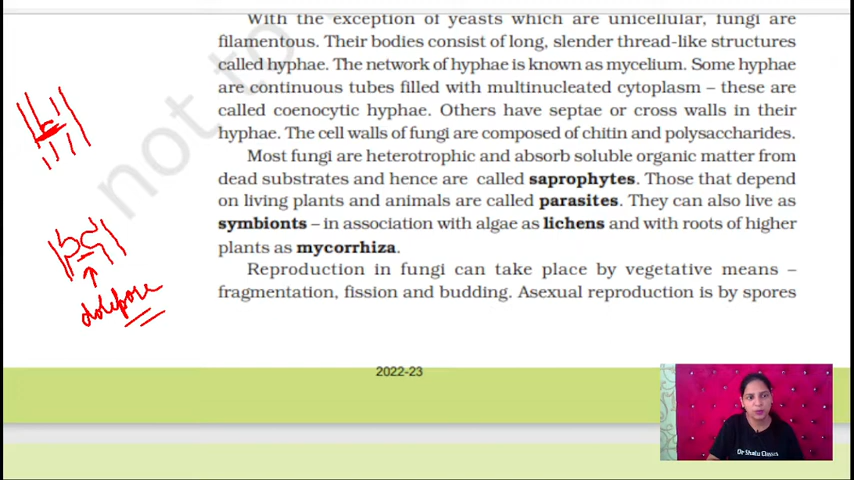 With the exception of yeasts which are unicellular, fungi are
filamentous. Their bodies consist of long, slender thread-like structures
called hyphae. The network of hyphae is known as mycelium. Some hyphae
are continuous tubes filled with multinucleated cytoplasm – these are
called coenocytic hyphae. Others have septae or cross walls in their
hyphae. The cell walls of fungi are composed of chitin and polysaccharides.
Most fungi are heterotrophic and absorb soluble organic matter from
dead substrates and hence are called saprophytes. Those that depend
on living plants and animals are called parasites. They can also live as
symbionts – in association with algae as lichens and with roots of higher
plants as mycorrhiza.
Reproduction in fungi can take place by vegetative means –
fragmentation, fission and budding. Asexual reproduction is by spores
not to
dolipore
2022-23
Dr Shalu Classes